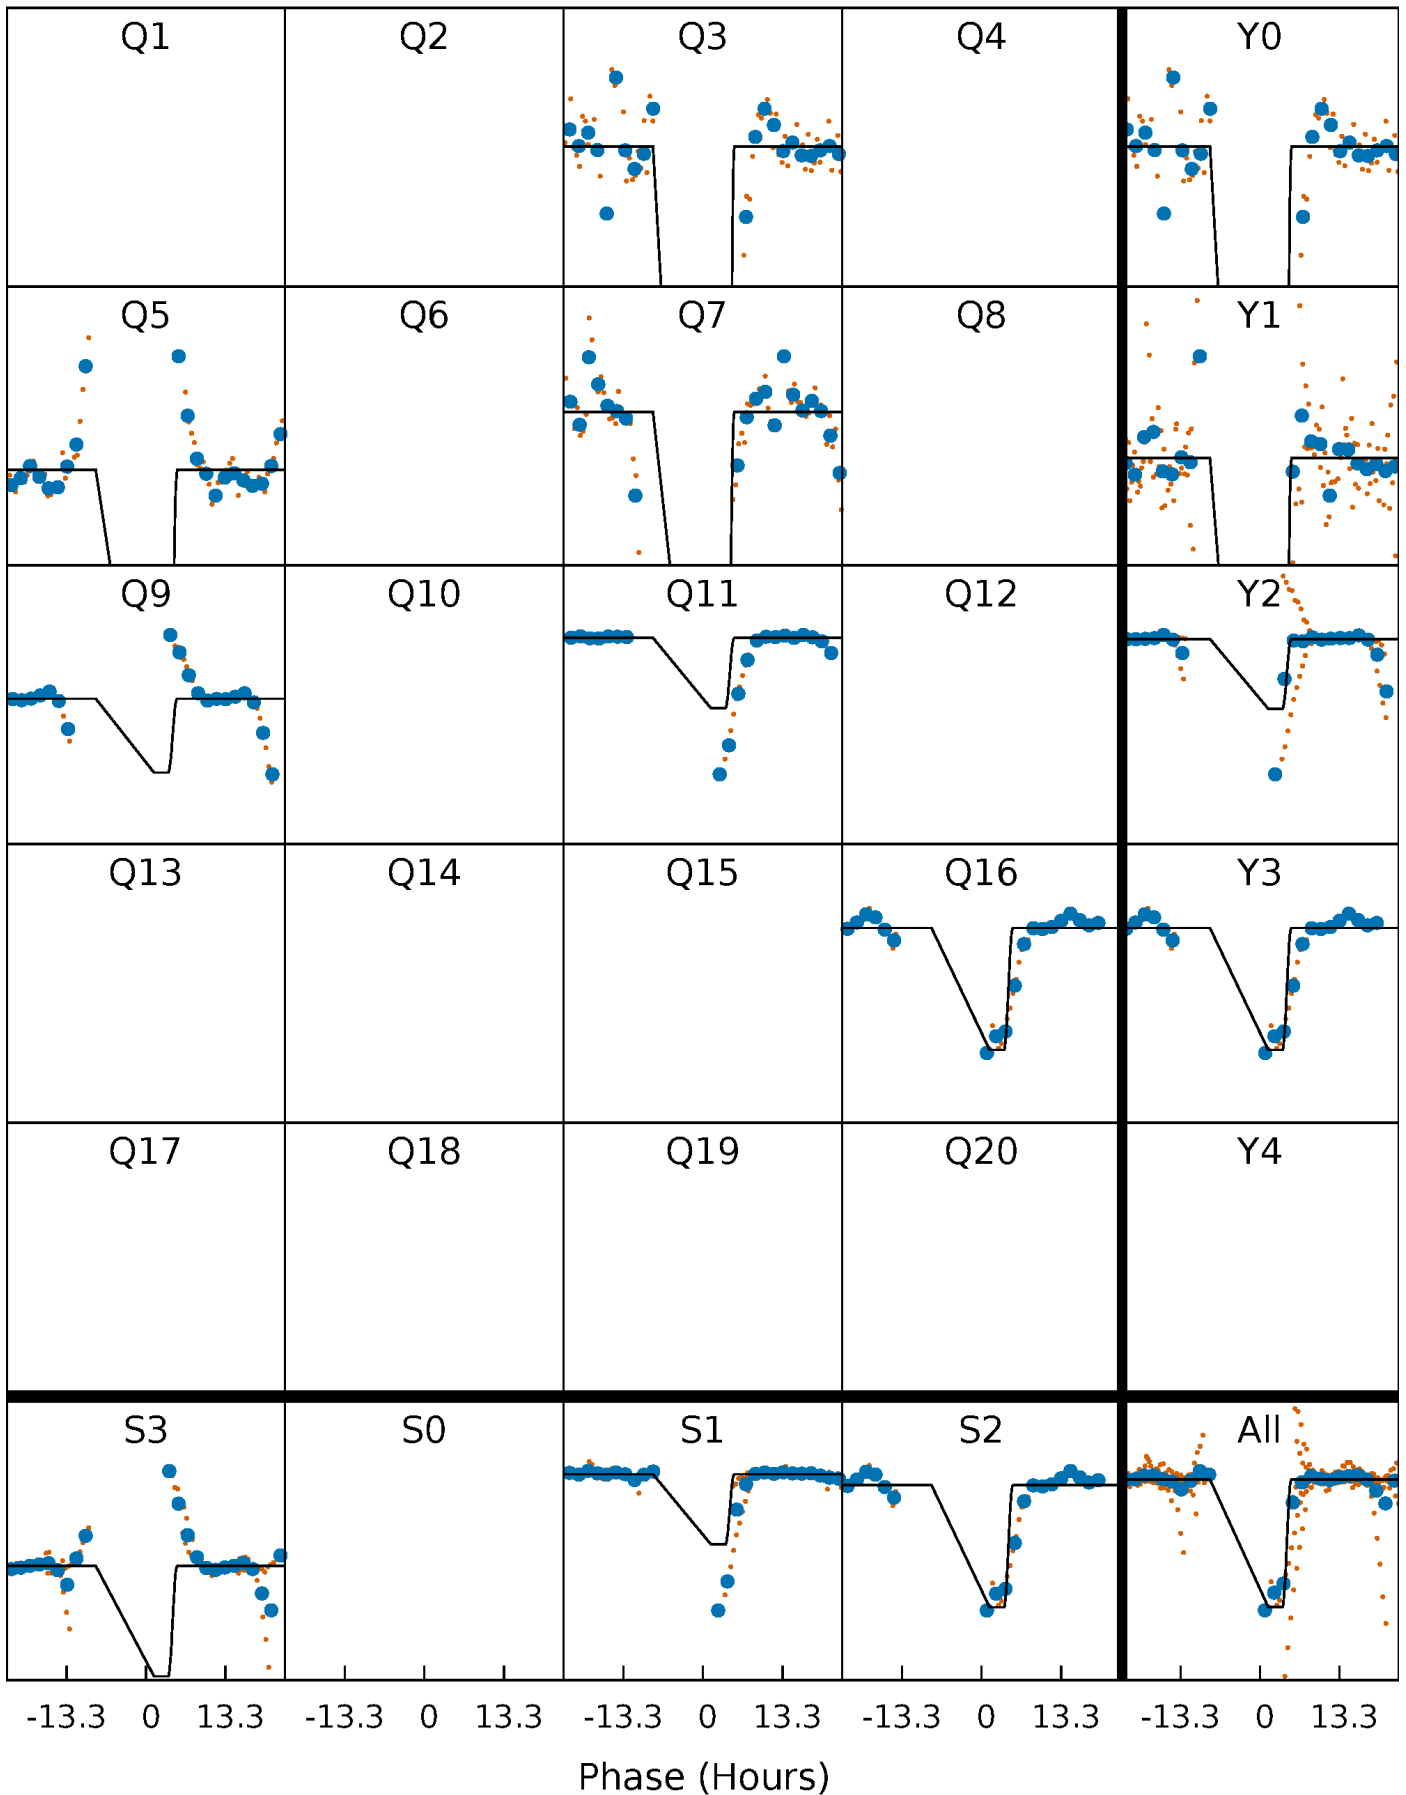 Q1 Q2 Q3 Q4 Y0
Q5 Q6 Q7 Q8 Y1
Q9 Q10 Q11 Q12 Y2
Q13 Q14 Q15 Q16 Y3
Q17 Q18 Q19 Q20 Y4
S3 S0 S1 S2 All
-13.3 0 13.3 -13.3 0 13.3 -13.3 0 13.3 -13.3 0 13.3 -13.3 0 13.3
Phase (Hours)